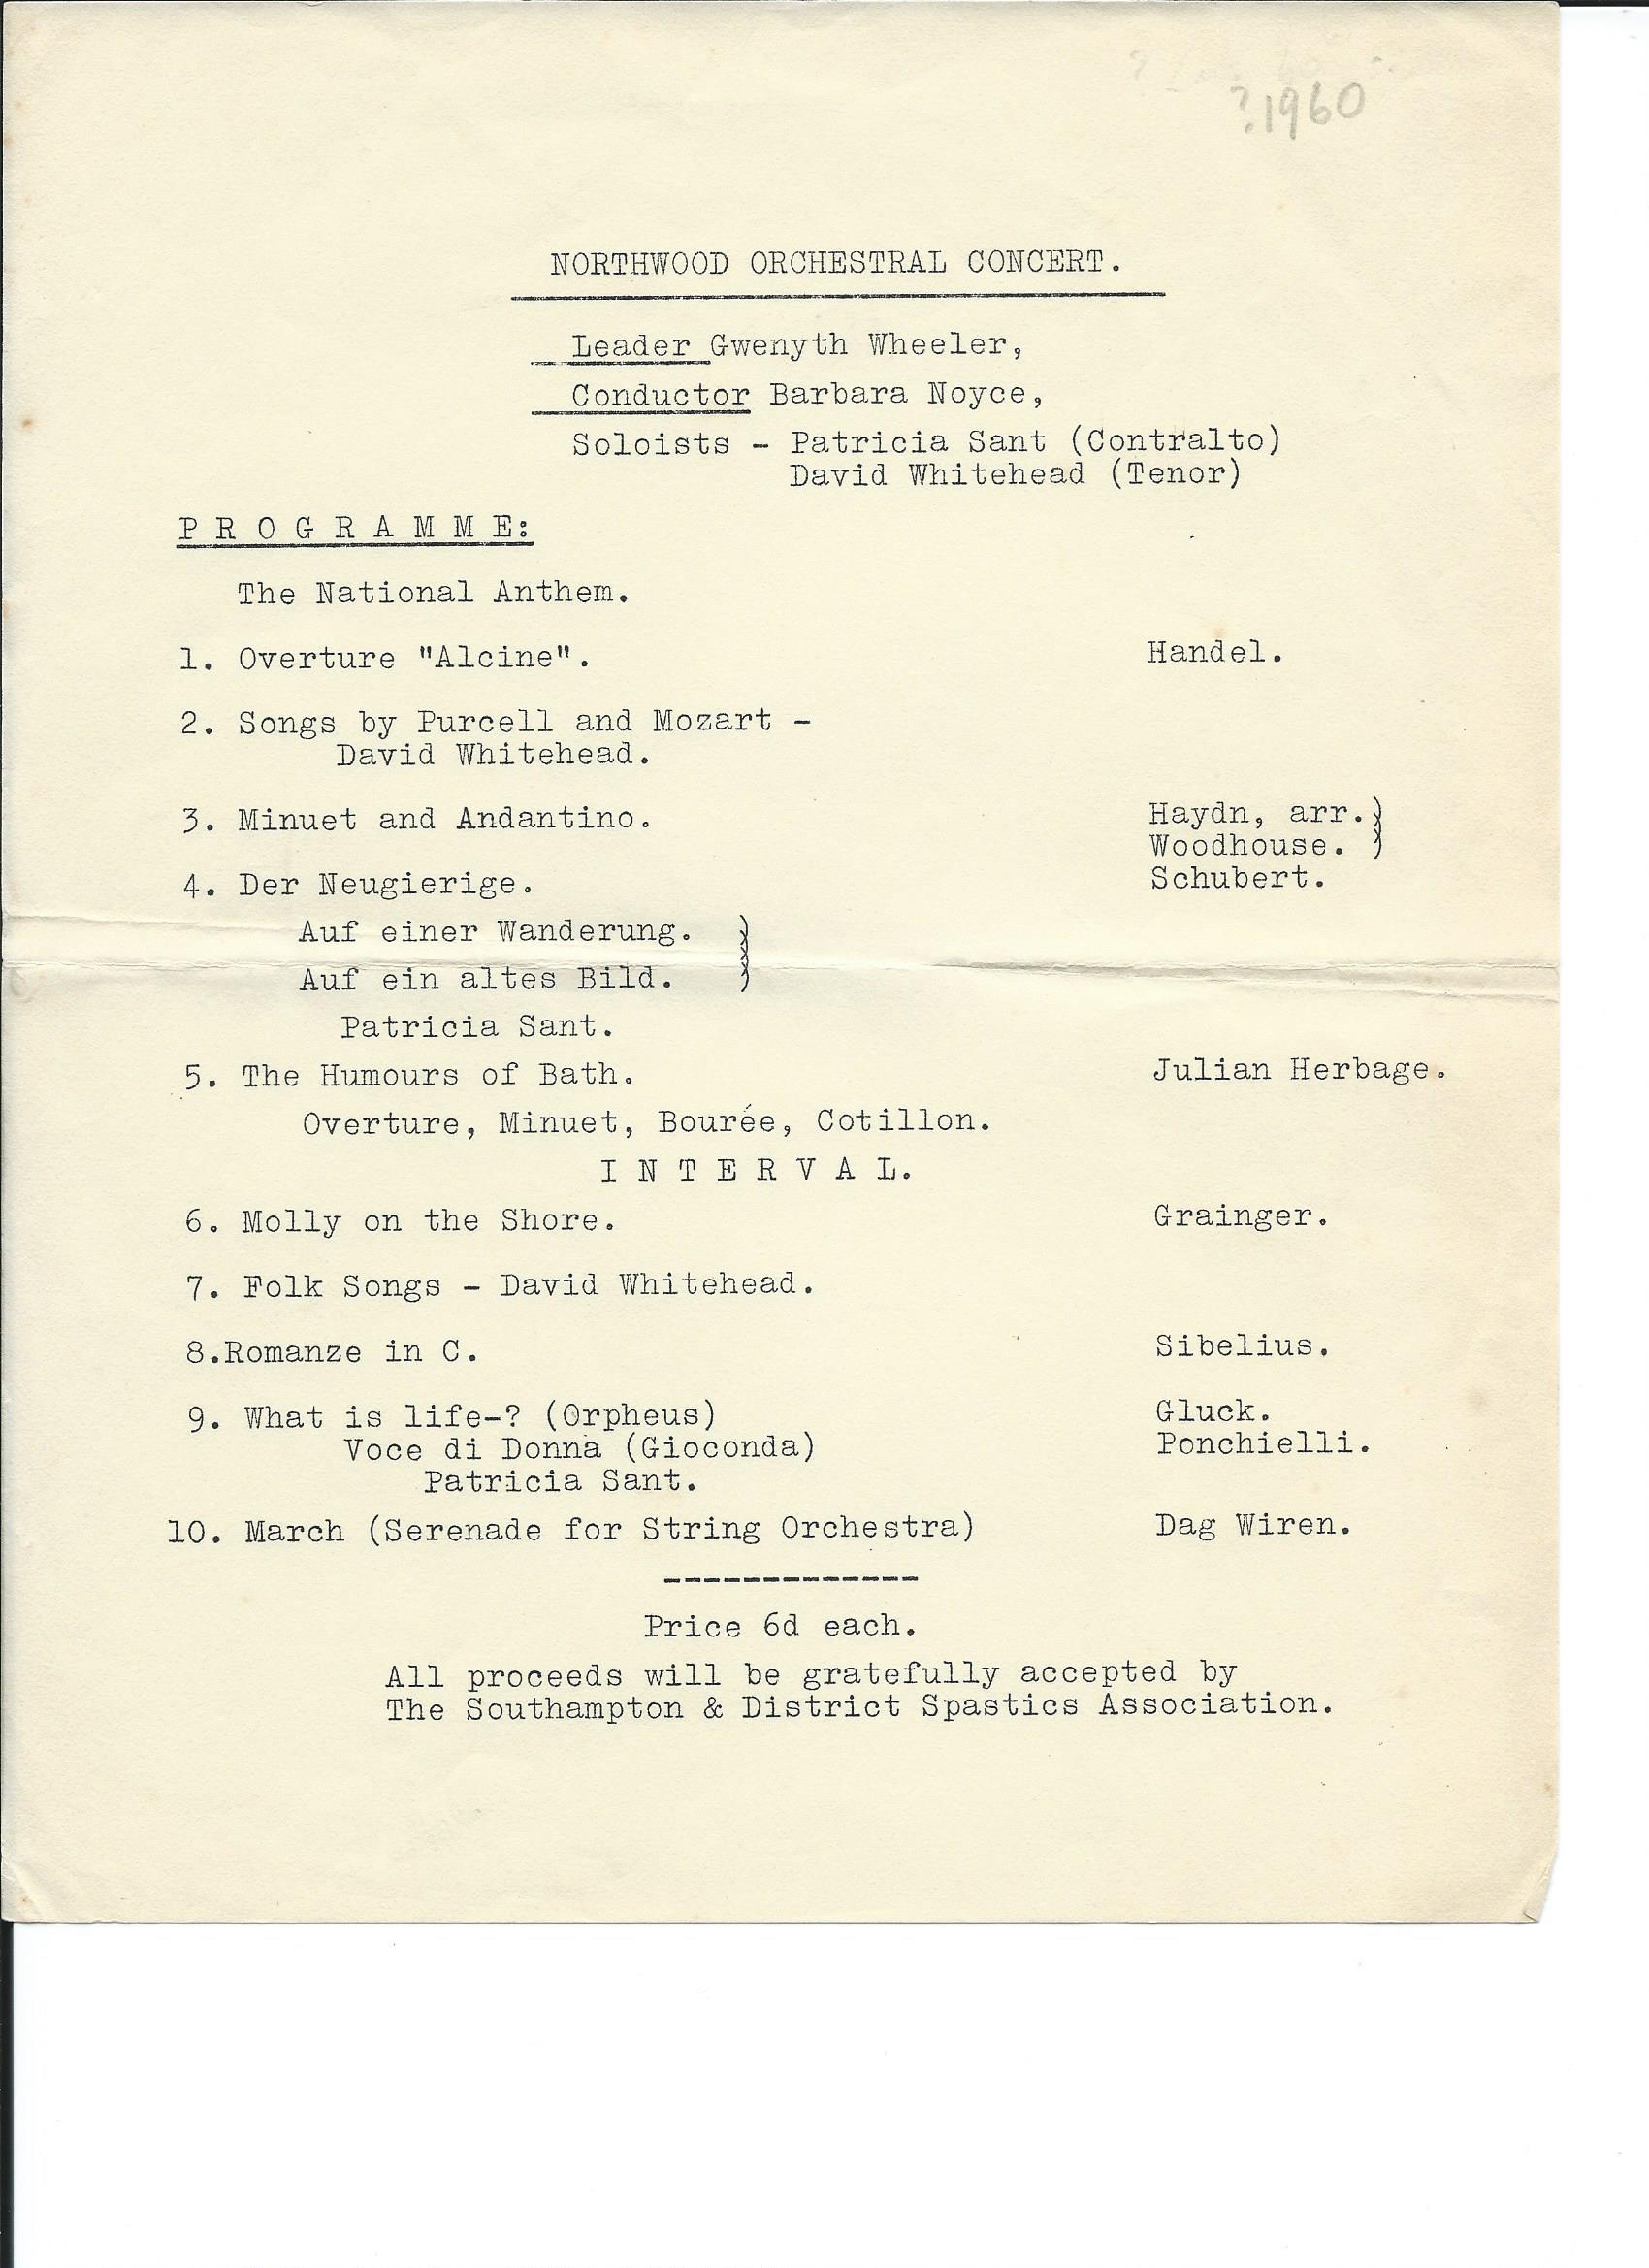 ?1960
NORTHWOOD ORCHESTRAL CONCERT.
Leader Gwenyth Wheeler,
Conductor Barbara Noyce,
Soloists - Patricia Sant (Contralto)
David Whitehead (Tenor)
P R O G R A M M E:
The National Anthem.
1. Overture "Alcine". Handel.
2. Songs by Purcell and Mozart -
David Whitehead.
3. Minuet and Andantino. Haydn, arr.}
Woodhouse. }
4. Der Neugierige. Schubert.
Auf einer Wanderung. }
Auf ein altes Bild. }
Patricia Sant.
5. The Humours of Bath. Julian Herbage.
Overture, Minuet, Bourée, Cotillon.
I N T E R V A L.
6. Molly on the Shore. Grainger.
7. Folk Songs - David Whitehead.
8.Romanze in C. Sibelius.
9. What is life-? (Orpheus) Gluck.
Voce di Donna (Gioconda) Ponchielli.
Patricia Sant.
10. March (Serenade for String Orchestra) Dag Wiren.
-------------
Price 6d each.
All proceeds will be gratefully accepted by
The Southampton & District Spastics Association.